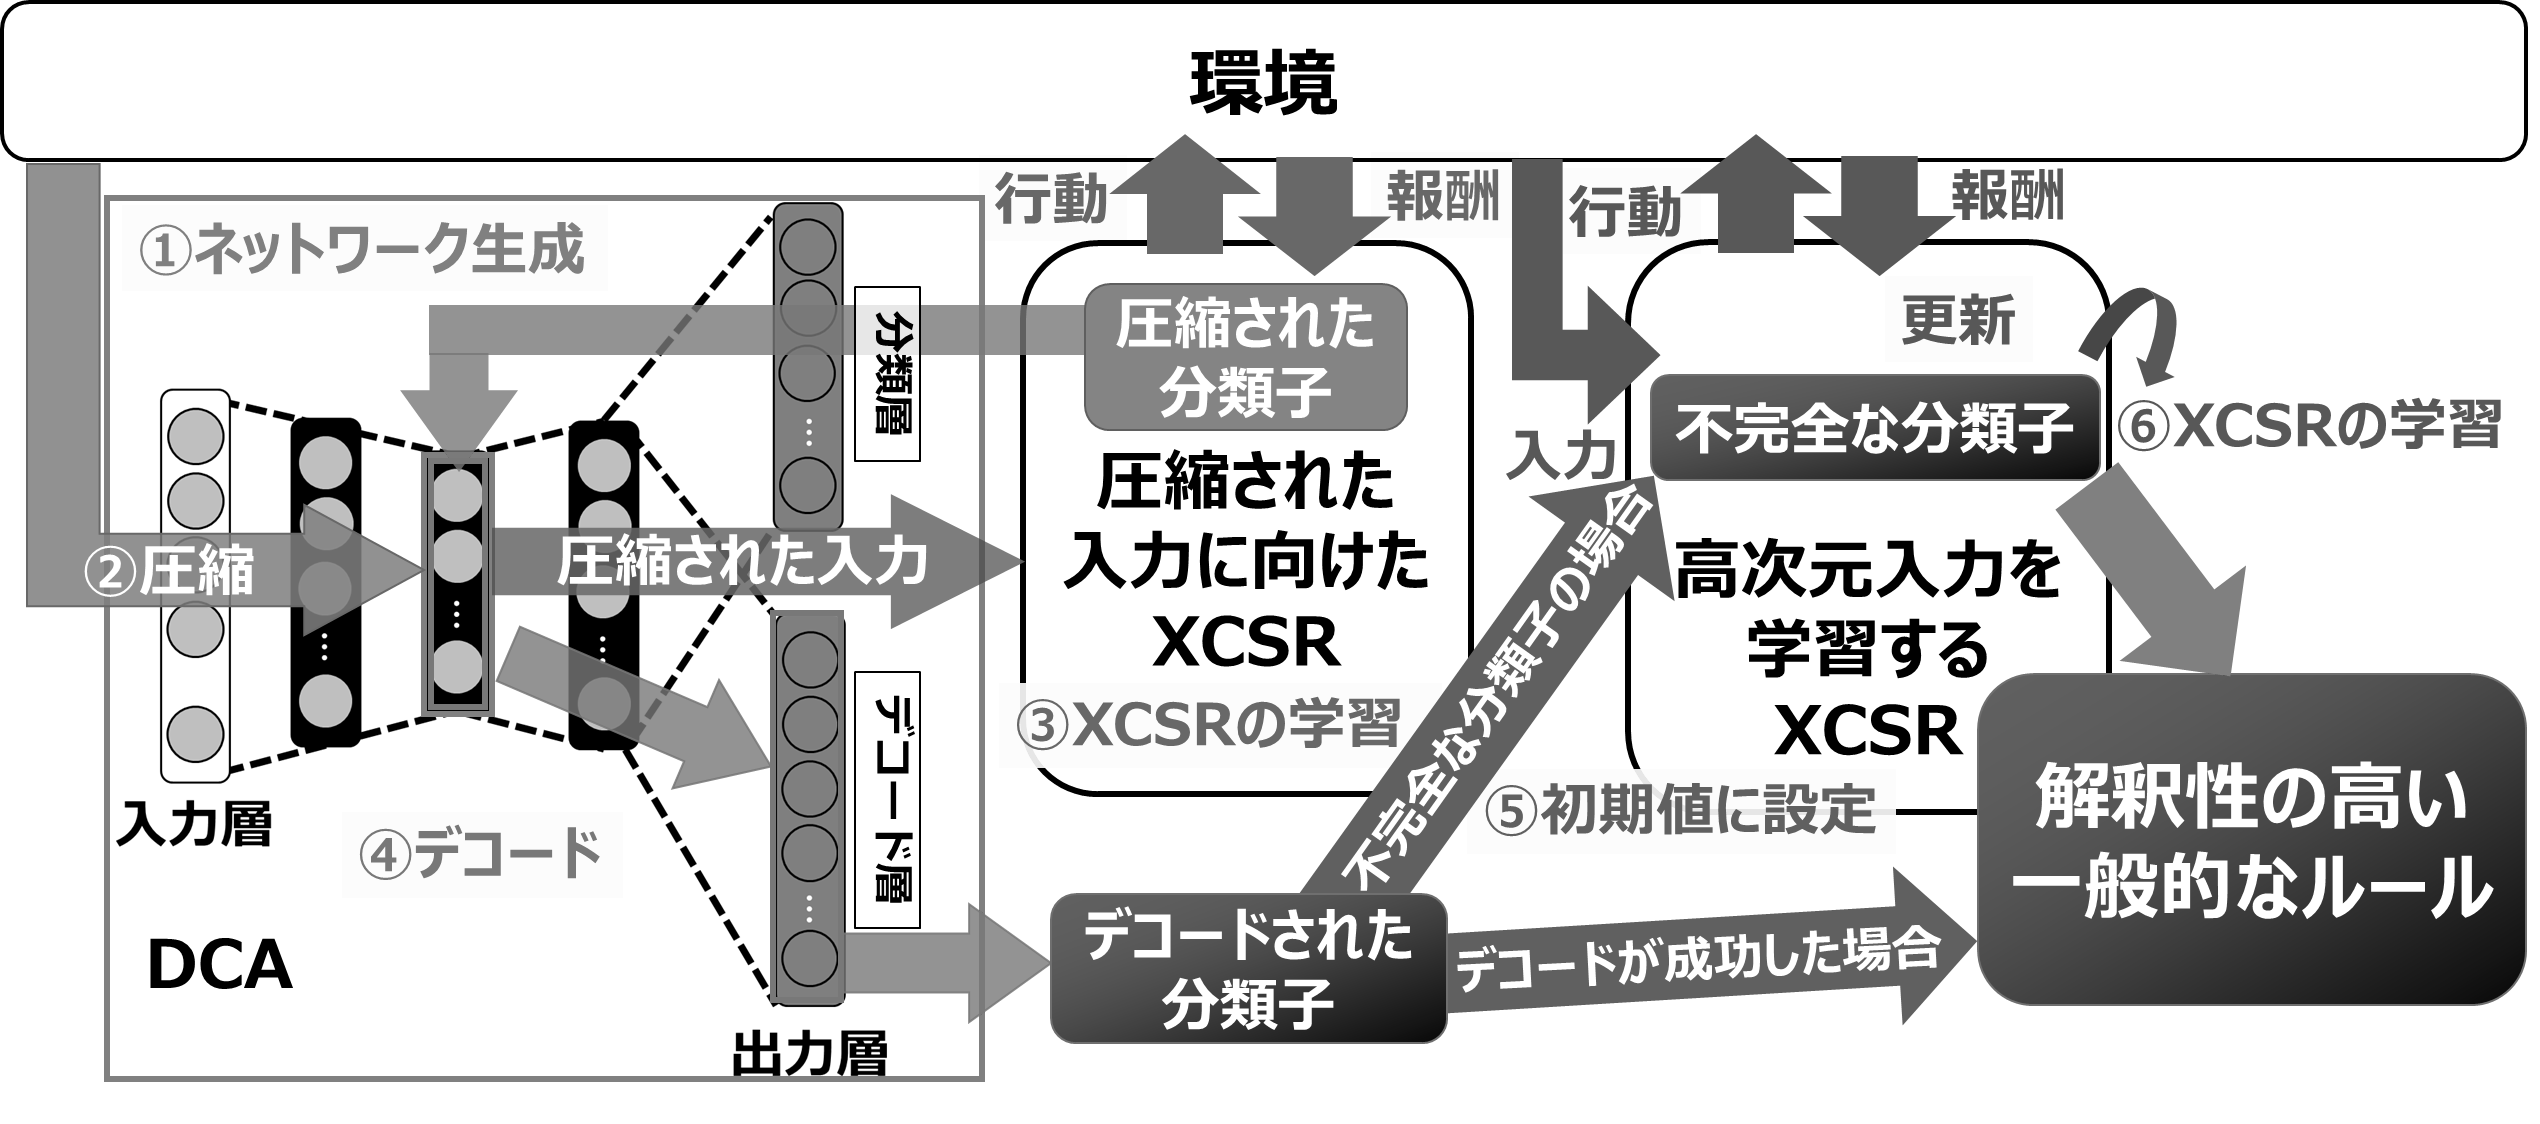 環境
行動
報酬
行動
報酬
①ネットワーク生成
分類層
圧縮された
分類子
更新
不完全な分類子
⑥XCSRの学習
入力
圧縮された
入力に向けた
XCSR
②圧縮
圧縮された入力
高次元入力を
学習する
XCSR
③XCSRの学習
不完全な分類子の場合
デコード層
入力層
④デコード
⑤初期値に設定
解釈性の高い
一般的なルール
DCA
デコードされた
分類子
デコードが成功した場合
出力層